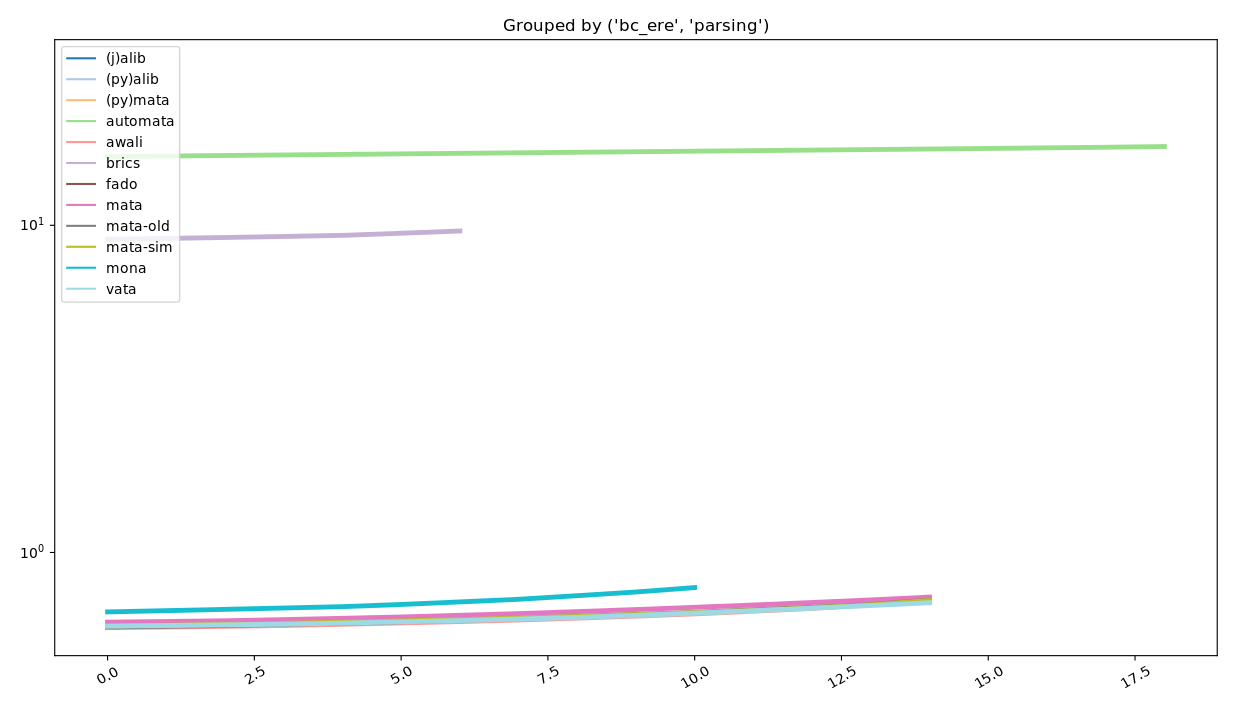 Grouped by ('bc_ere', 'parsing')
(j)alib
(py)alib
(py)mata
automata
awali
brics
fado
mata
mata-old
mata-sim
mona
vata
10¹
10⁰
0.0
2.5
5.0
7.5
10.0
12.5
15.0
17.5